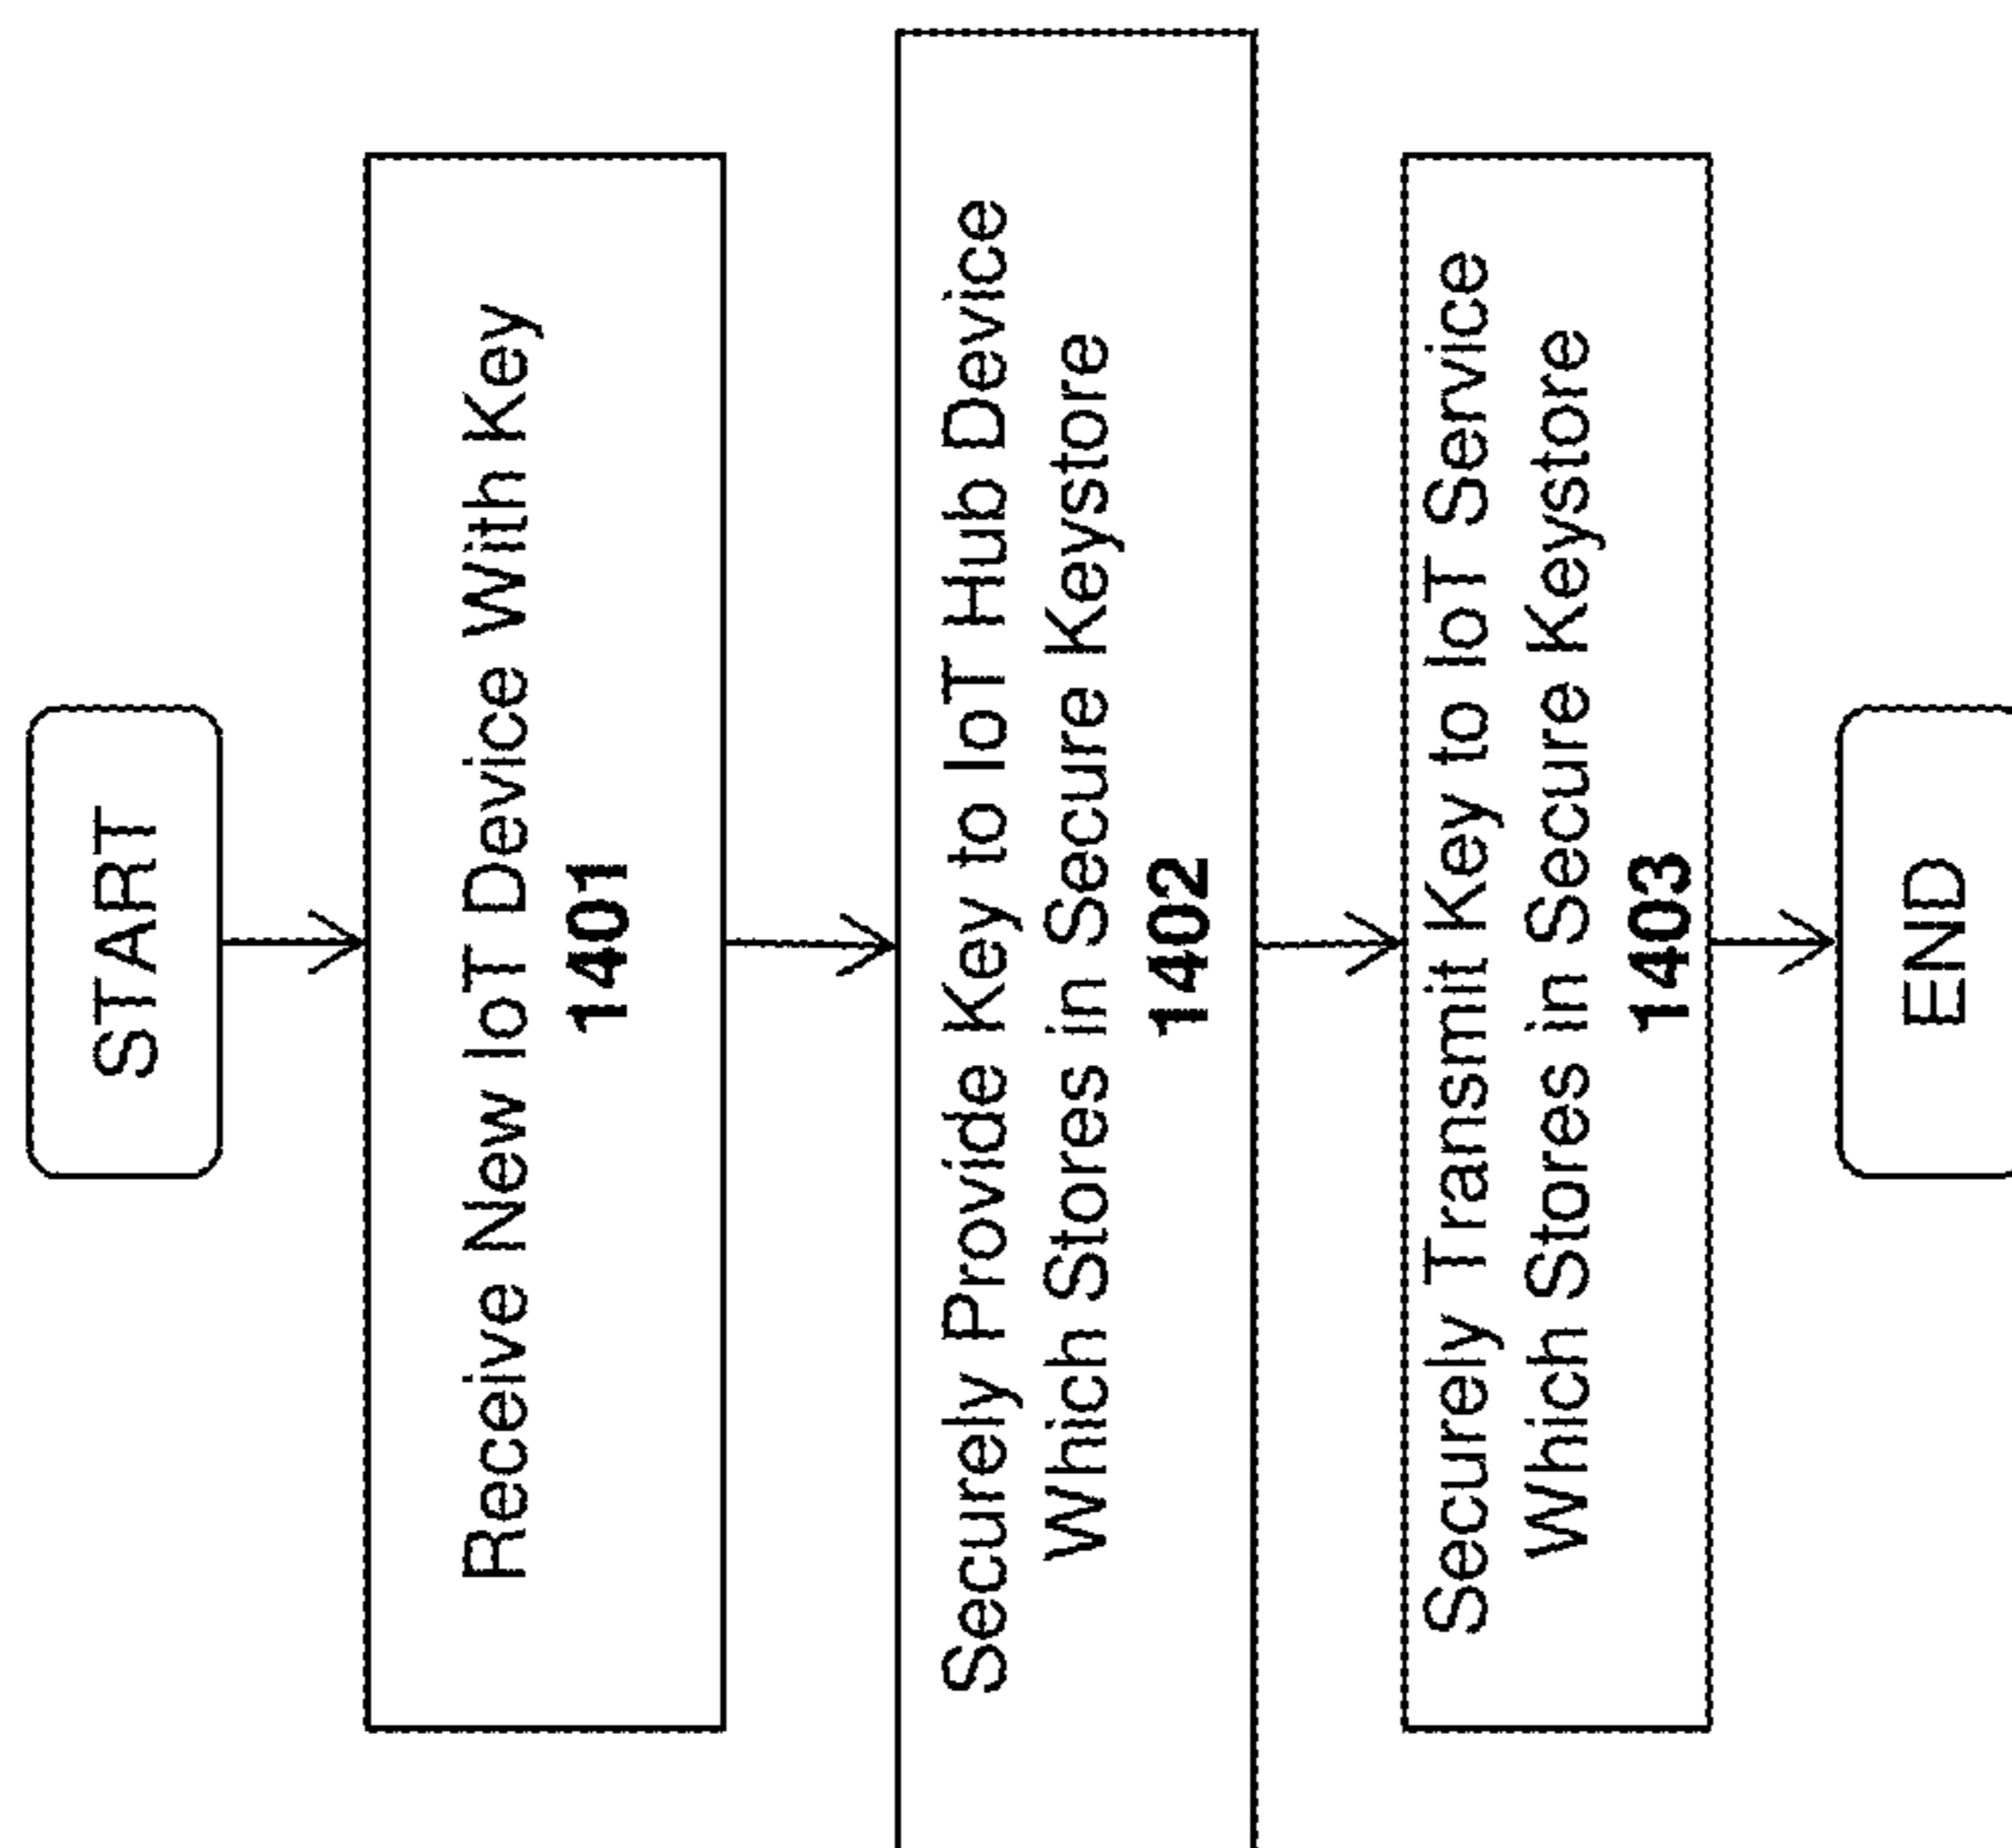 START
Receive New IoT Device With Key
1401
Securely Provide Key to IoT Hub Device
Which Stores in Secure Keystore
1402
Securely Transmit Key to IoT Service
Which Stores in Secure Keystore
1403
END